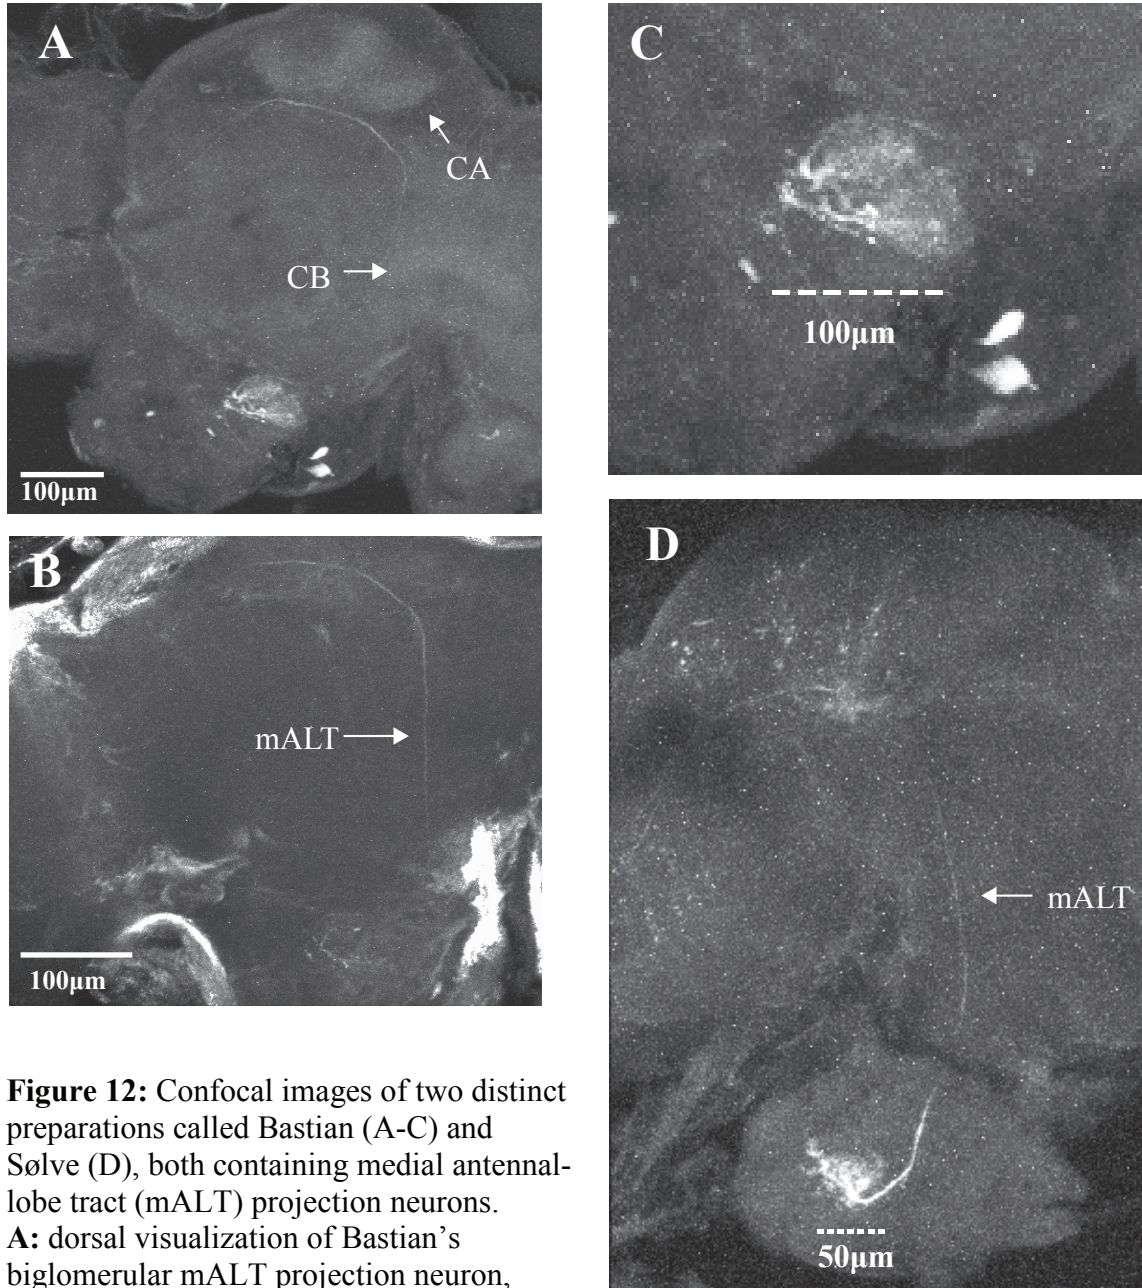 A
CA
CB
100µm
B
mALT
100µm
C
100µm
D
mALT
50µm
Figure 12: Confocal images of two distinct
preparations called Bastian (A-C) and
Sølve (D), both containing medial antennal-
lobe tract (mALT) projection neurons.
A: dorsal visualization of Bastian’s
biglomerular mALT projection neuron,